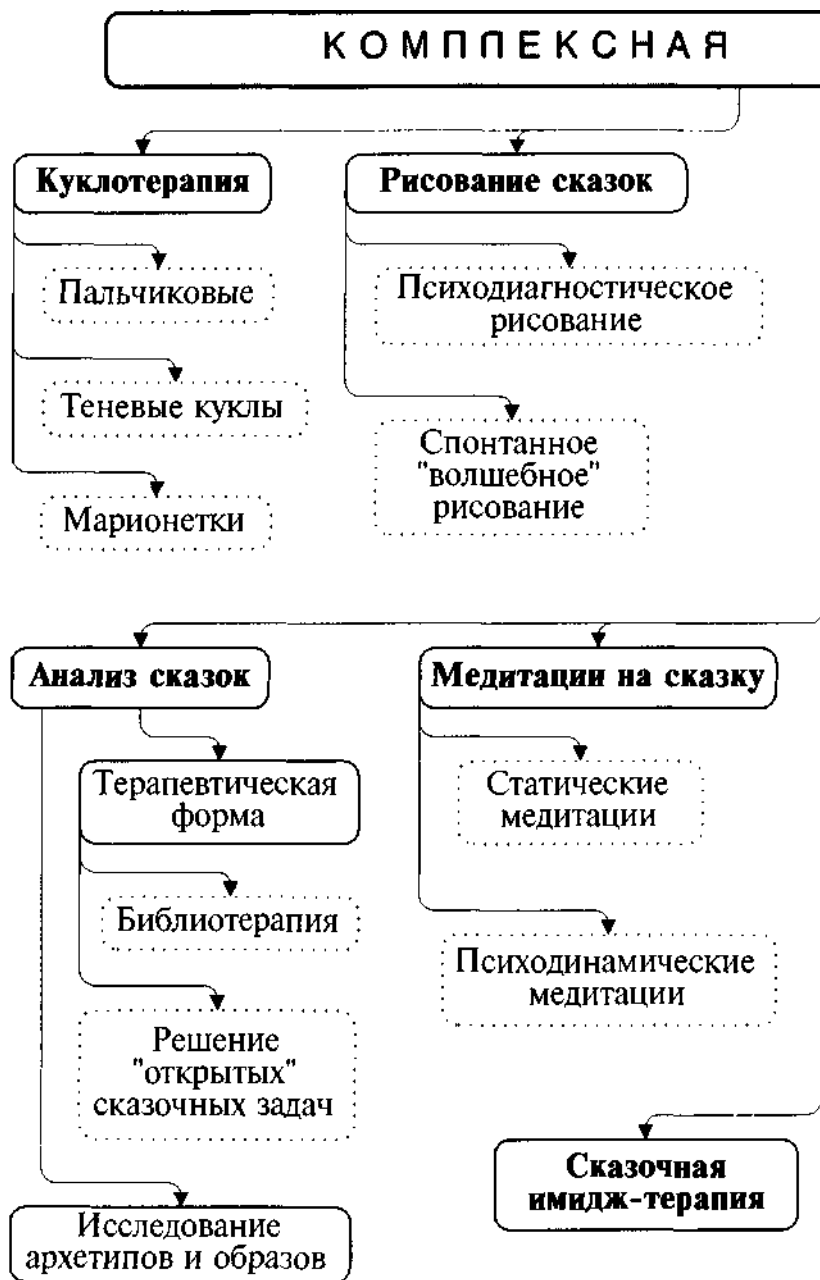 КОМПЛЕКСНАЯ
Куклотерапия
Рисование сказок
Пальчиковые
Психодиагностическое
рисование
Теневые куклы
Спонтанное
"волшебное"
рисование
Марионетки
Анализ сказок
Медитации на сказку
Терапевтическая
форма
Статические
медитации
Библиотерапия
Психодинамические
медитации
Решение
"открытых"
сказочных задач
Сказочная
имидж-терапия
Исследование
архетипов и образов